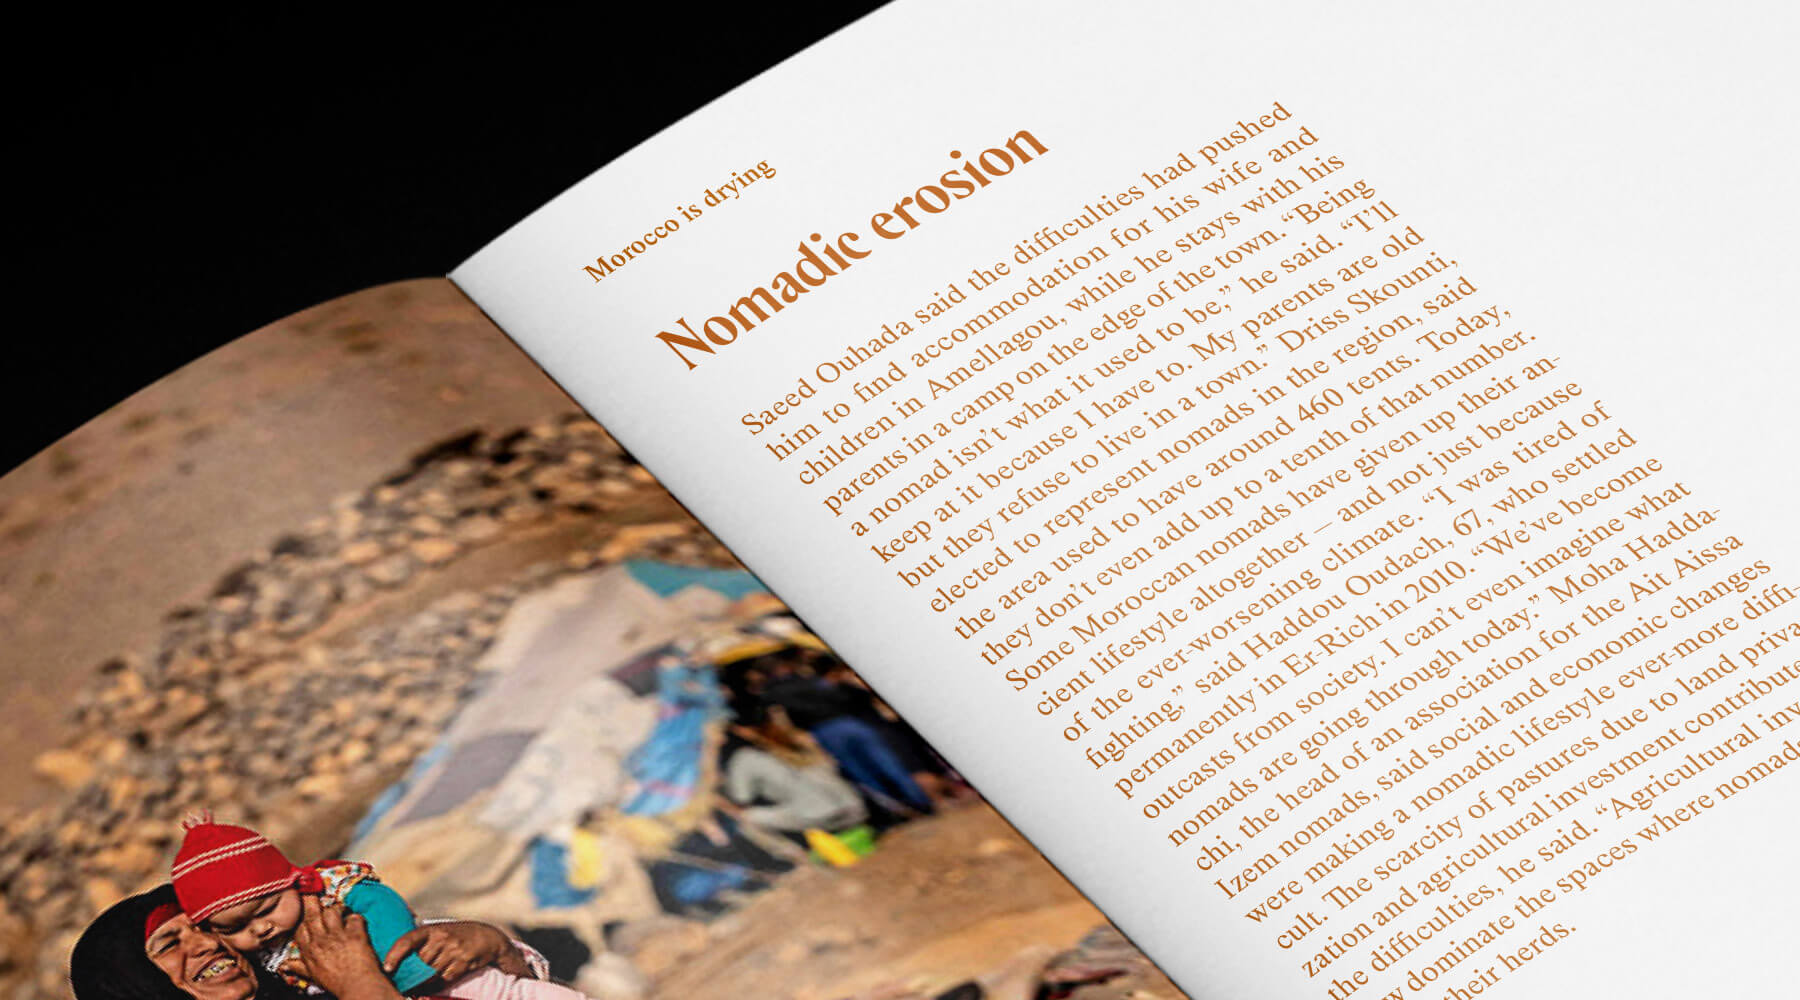 Morocco is drying
Nomadic erosion
Saeed Ouhada said the difficulties had pushed
him to find accommodation for his wife and
children in Amellagou, while he stays with his
parents in a camp on the edge of the town. “Being
a nomad isn’t what it used to be,” he said. “I’ll
keep at it because I have to. My parents are old
but they refuse to live in a town.” Driss Skounti,
elected to represent nomads in the region, said
the area used to have around 460 tents. Today,
they don’t even add up to a tenth of that number.
Some Moroccan nomads have given up their an-
cient lifestyle altogether — and not just because
of the ever-worsening climate. “I was tired of
fighting,” said Haddou Oudach, 67, who settled
permanently in Er-Rich in 2010. “We’ve become
outcasts from society. I can’t even imagine what
nomads are going through today.” Moha Hadda-
chi, the head of an association for the Ait Aissa
Izem nomads, said social and economic changes
were making a nomadic lifestyle ever-more diffi-
cult. The scarcity of pastures due to land priva
zation and agricultural investment contribute
the difficulties, he said. “Agricultural inv
dominate the spaces where nomad
their herds.